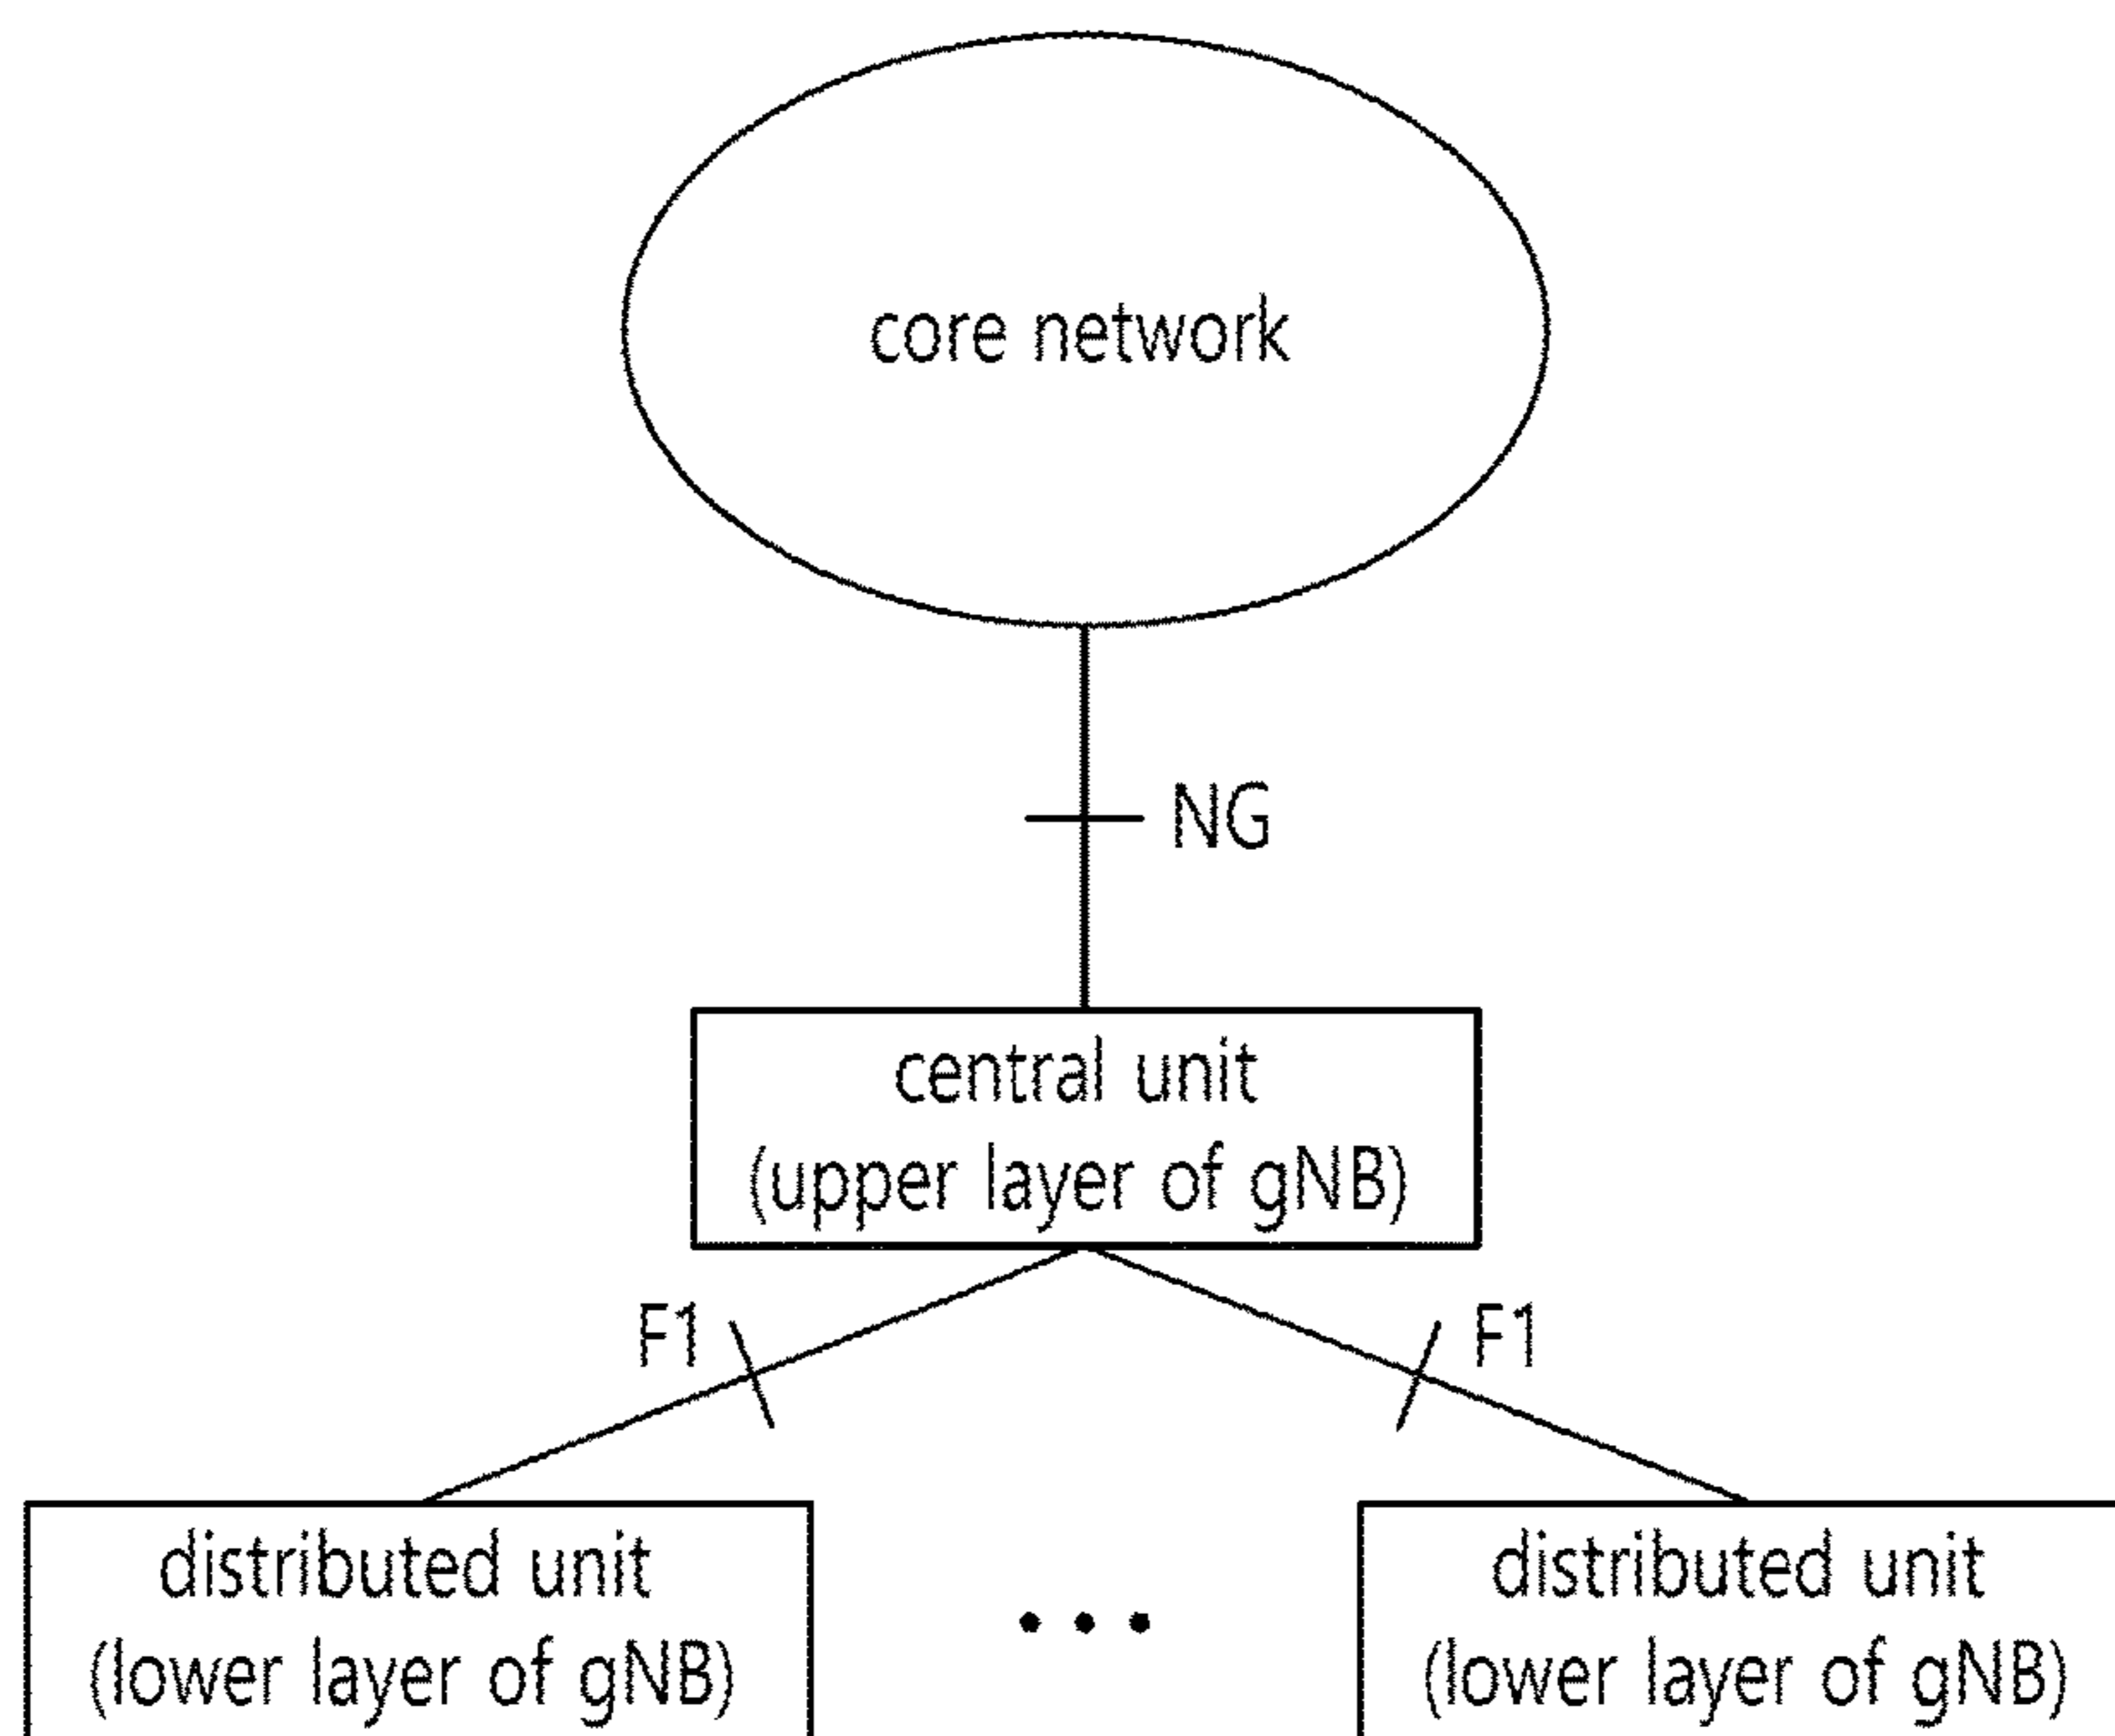 core network
NG
central unit
(upper layer of gNB)
F1
F1
distributed unit
(lower layer of gNB)
• • •
distributed unit
(lower layer of gNB)